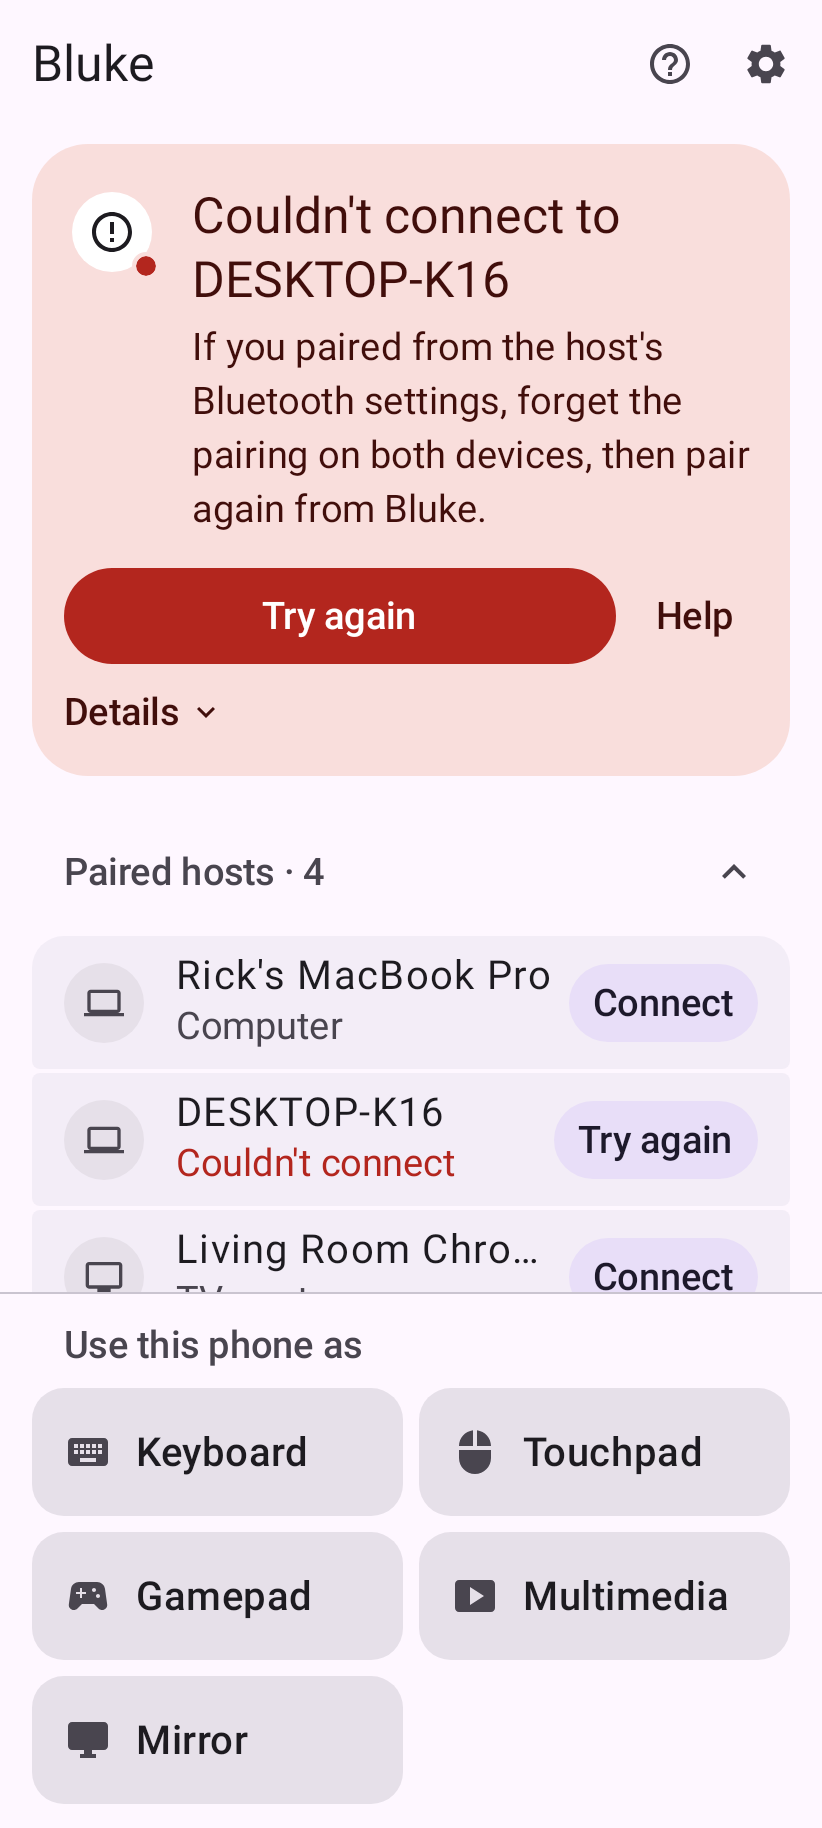 Bluke
Couldn't connect to
DESKTOP-K16
If you paired from the host's
Bluetooth settings, forget the
pairing on both devices, then pair
again from Bluke.
Try again
Help
Details
Paired hosts · 4
Rick's MacBook Pro
Computer
Connect
DESKTOP-K16
Couldn't connect
Try again
Living Room Chro…
Connect
Use this phone as
Keyboard
Touchpad
Gamepad
Multimedia
Mirror